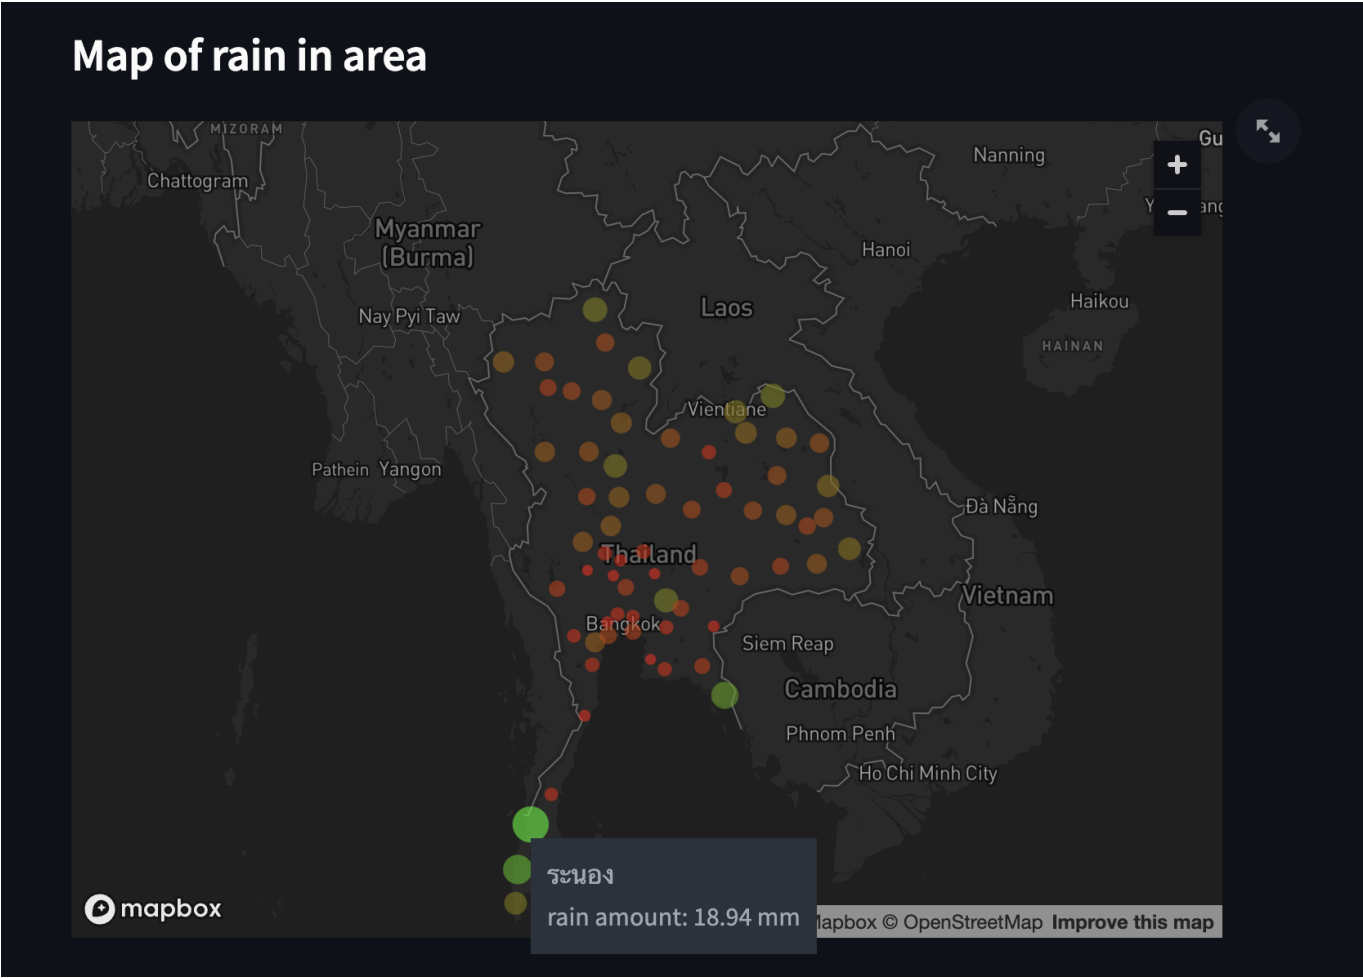 Map of rain in area
MIZORAM
Gu
Nanning
Chattogram
Myanmar
(Burma)
Hanoi
Laos
Haikou
Nay Pyi Taw
HAINAN
Vientiane
Pathein Yangon
Đà Nẵng
Thailand
Vietnam
Bangkok
Siem Reap
Cambodia
Phnom Penh
Ho Chi Minh City
ระนอง
rain amount: 18.94 mm
mapbox
Mapbox © OpenStreetMap Improve this map